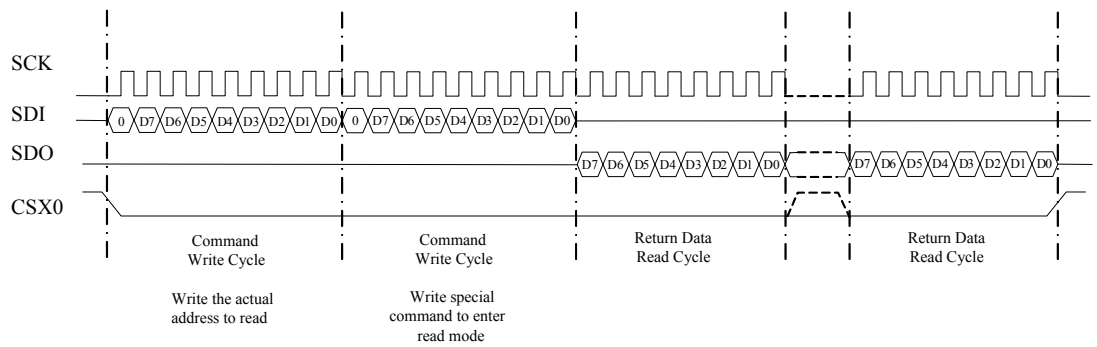 SCK
SDI
0 D7 D6 D5 D4 D3 D2 D1 D0 0 D7 D6 D5 D4 D3 D2 D1 D0
SDO
D7 D6 D5 D4 D3 D2 D1 D0 D7 D6 D5 D4 D3 D2 D1 D0
CSX0
Command
Write Cycle
Write the actual
address to read
Command
Write Cycle
Write special
command to enter
read mode
Return Data
Read Cycle
Return Data
Read Cycle